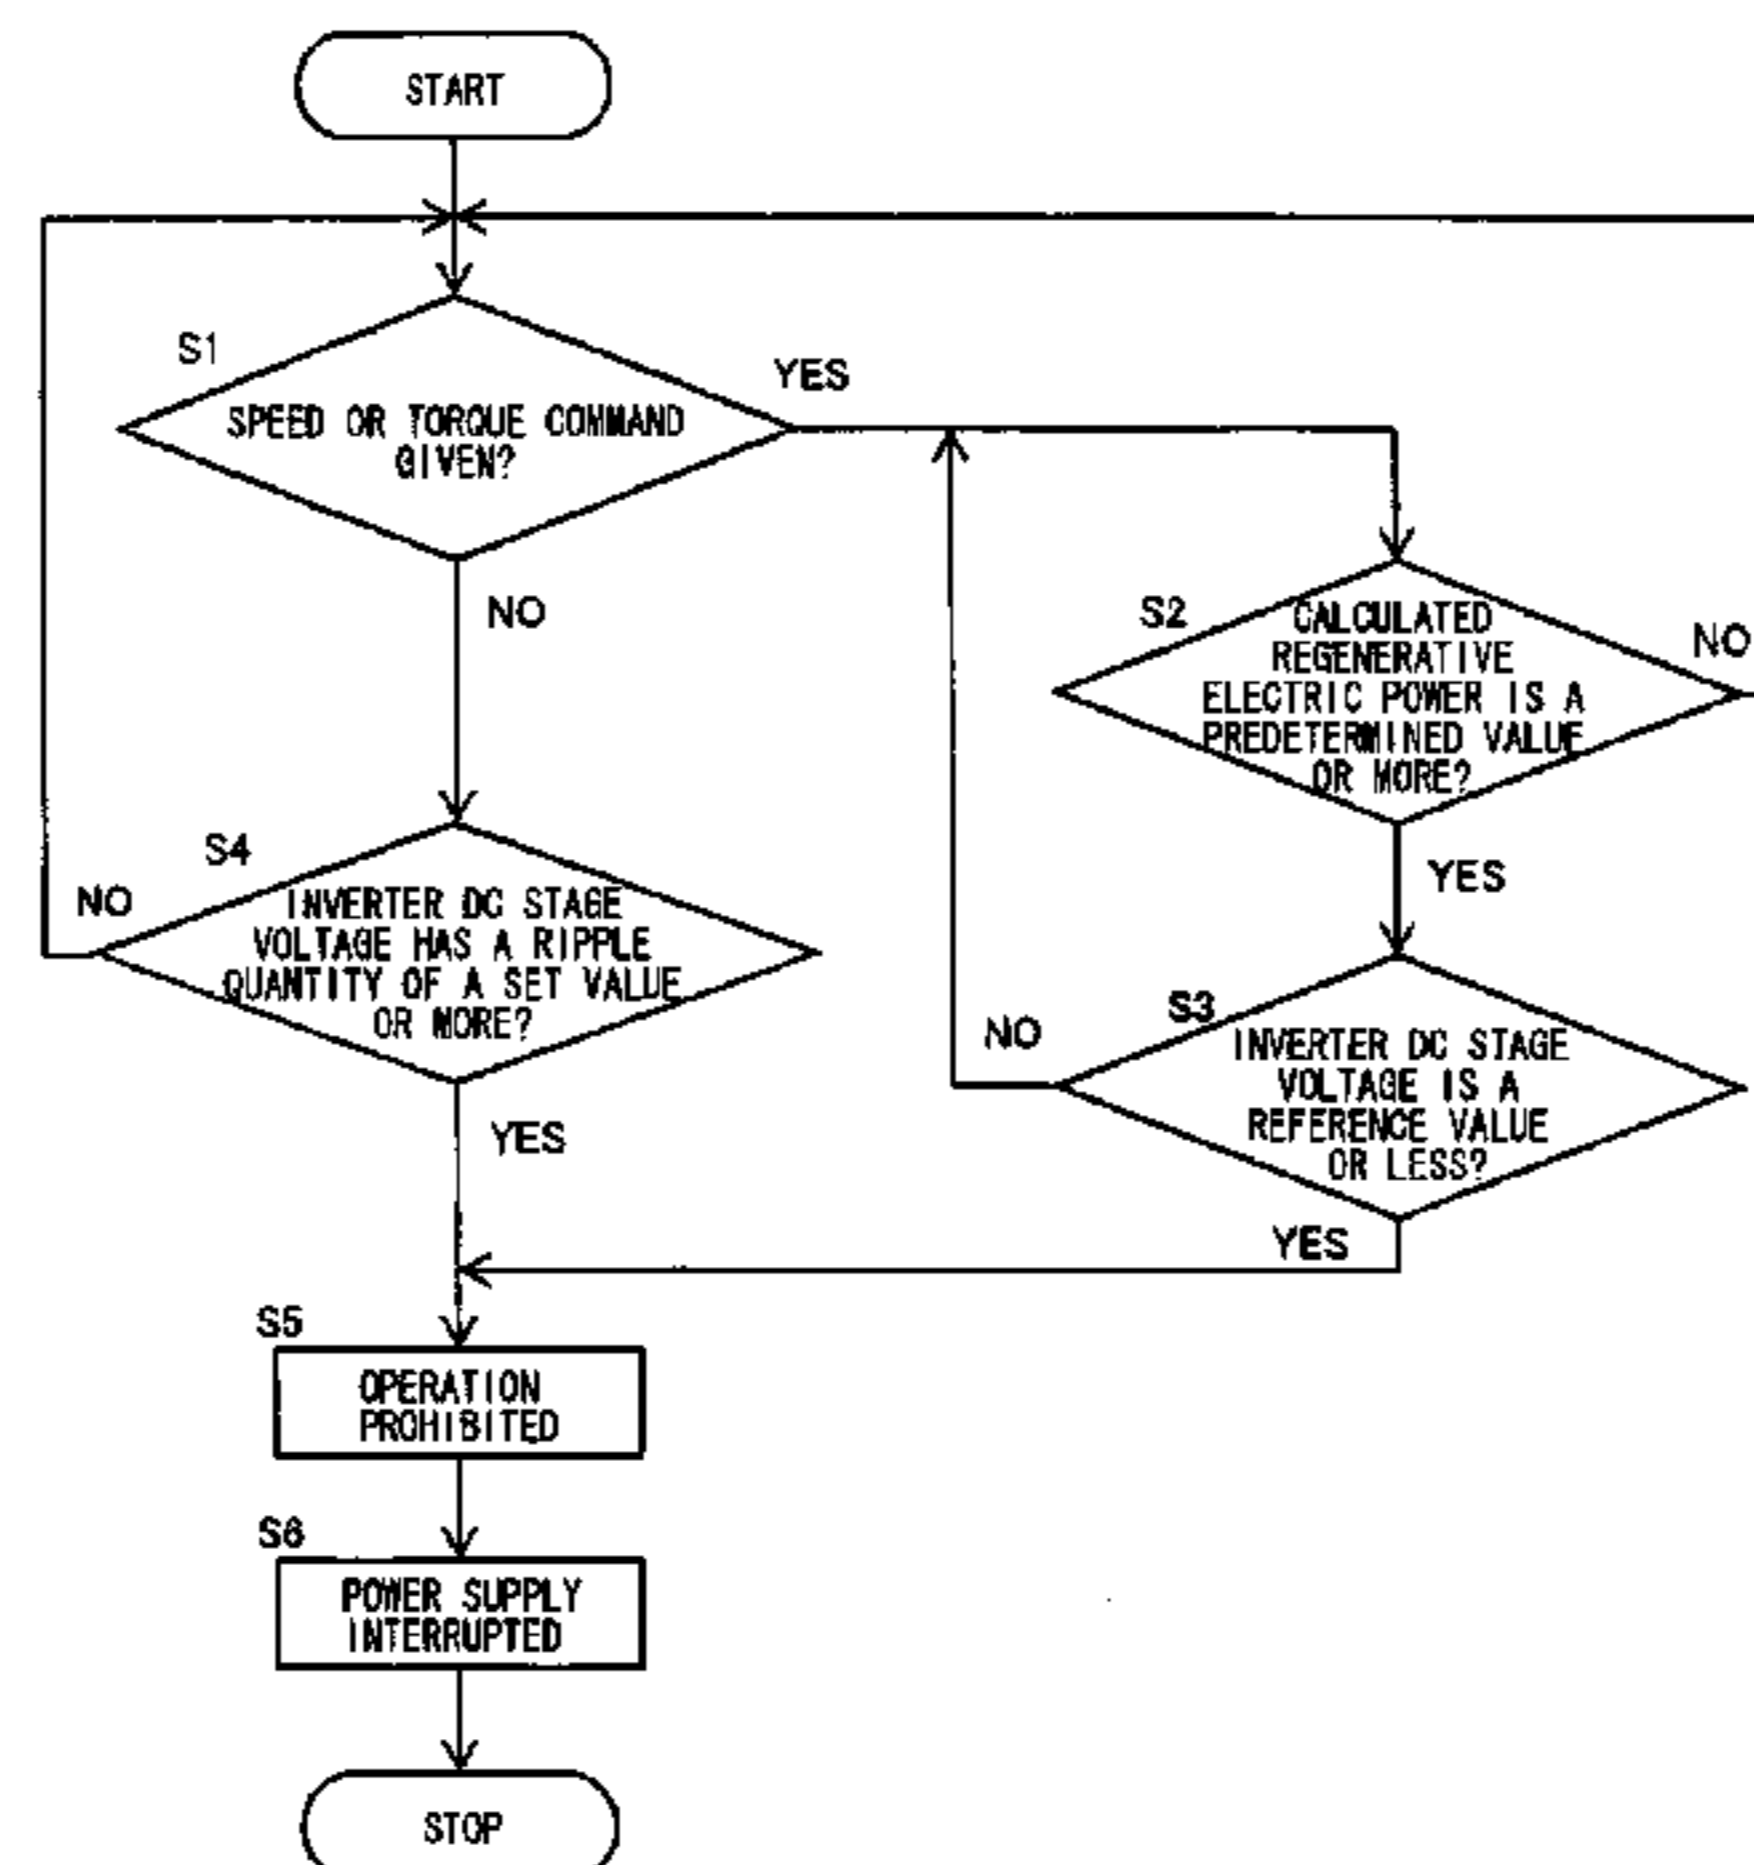 START
S1
YES
SPEED OR TORQUE COMMAND
GIVEN?
NO
S2
CALCULATED
REGENERATIVE
ELECTRIC POWER IS A
PREDETERMINED VALUE
OR MORE?
NO
YES
S4
NO
INVERTER DC STAGE
VOLTAGE HAS A RIPPLE
QUANTITY OF A SET VALUE
OR MORE?
YES
S3
NO
INVERTER DC STAGE
VOLTAGE IS A
REFERENCE VALUE
OR LESS?
YES
S5
OPERATION
PROHIBITED
S6
POWER SUPPLY
INTERRUPTED
STOP